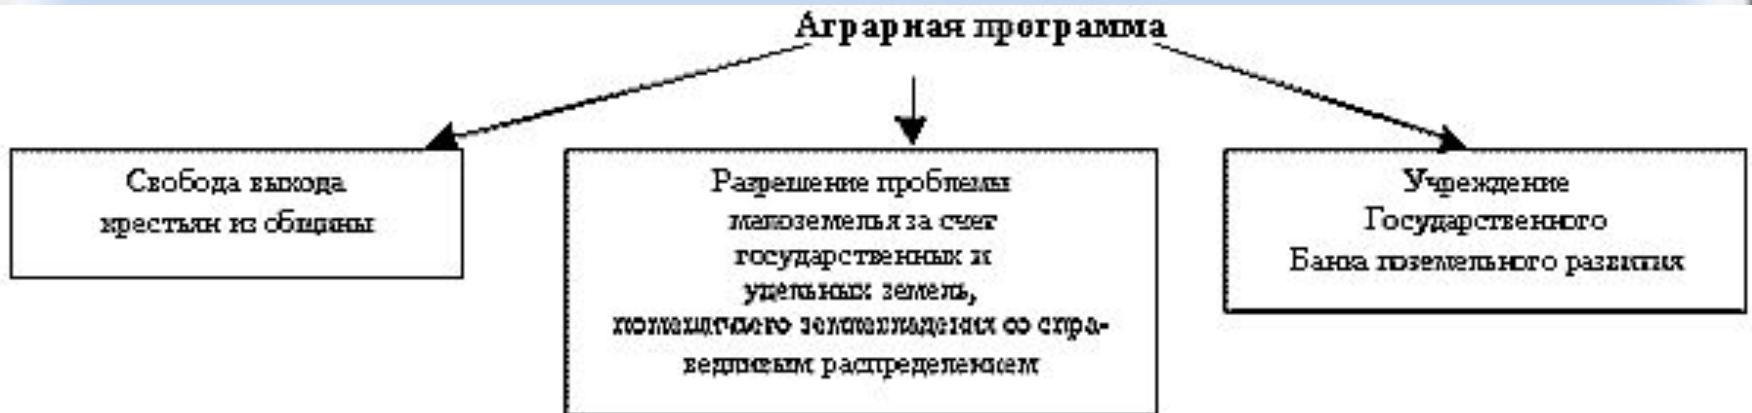 Аграрная программа
Свобода выхода
крестьян из общины
Разрешение проблемы
малоземелья за счет
государственных и
удельных земель,
помещичьего землевладения со спра-
ведливым распределением
Учреждение
Государственного
Банка поземельного развития